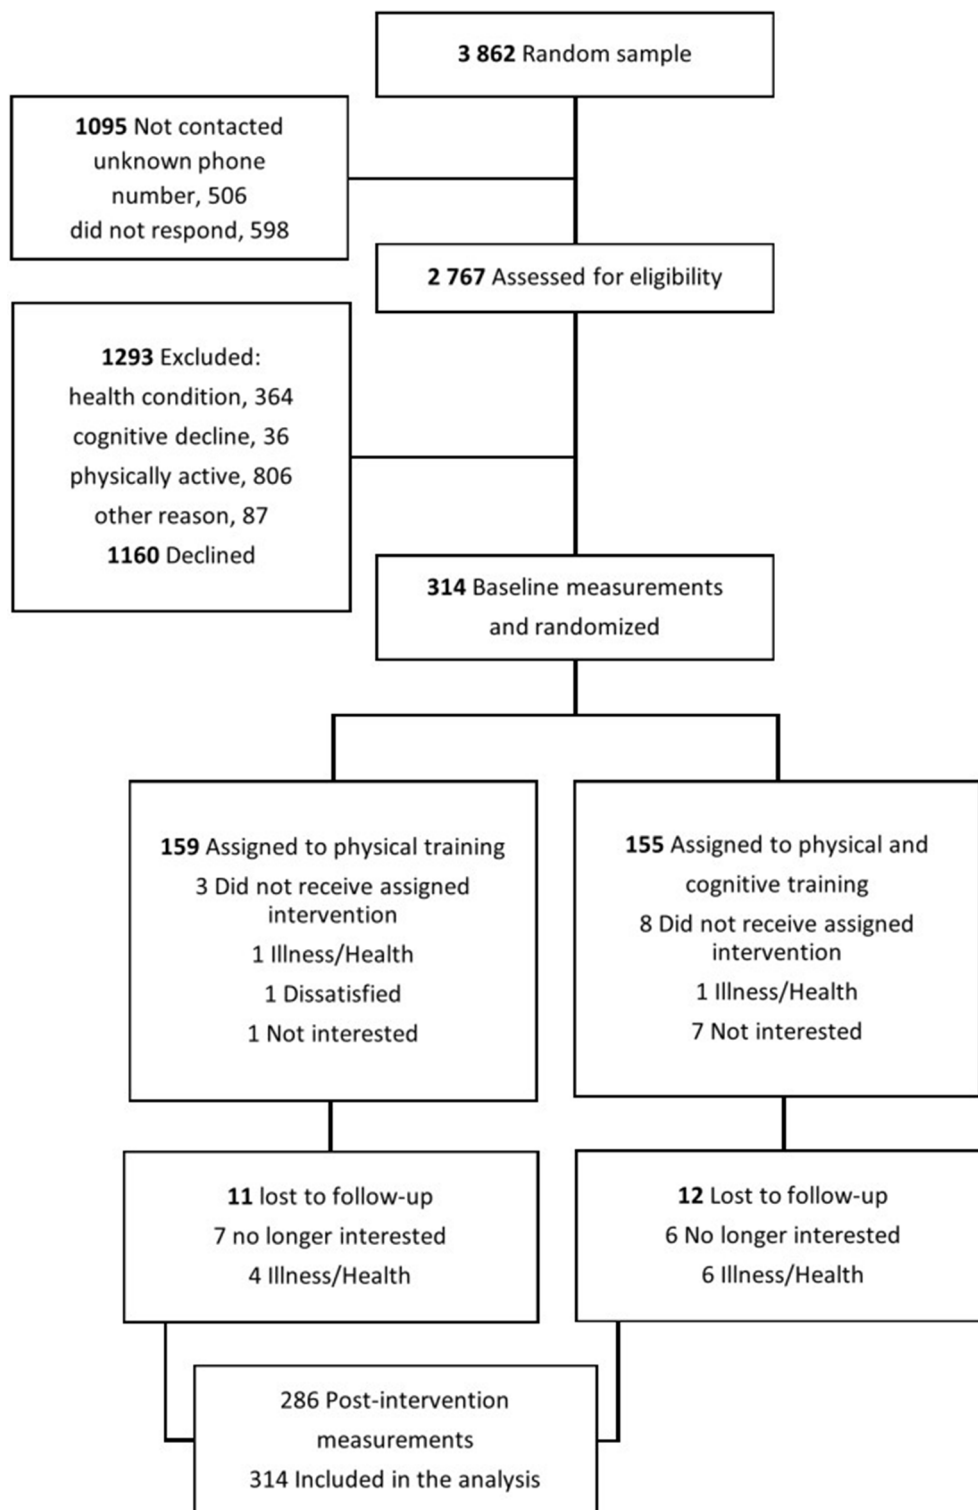 3 862 Random sample
1095 Not contacted
unknown phone
number, 506
did not respond, 598
2 767 Assessed for eligibility
1293 Excluded:
health condition, 364
cognitive decline, 36
physically active, 806
other reason, 87
1160 Declined
314 Baseline measurements
and randomized
159 Assigned to physical training
3 Did not receive assigned
intervention
1 Illness/Health
1 Dissatisfied
1 Not interested
155 Assigned to physical and
cognitive training
8 Did not receive assigned
intervention
1 Illness/Health
7 Not interested
11 lost to follow-up
7 no longer interested
4 Illness/Health
12 Lost to follow-up
6 No longer interested
6 Illness/Health
286 Post-intervention
measurements
314 Included in the analysis